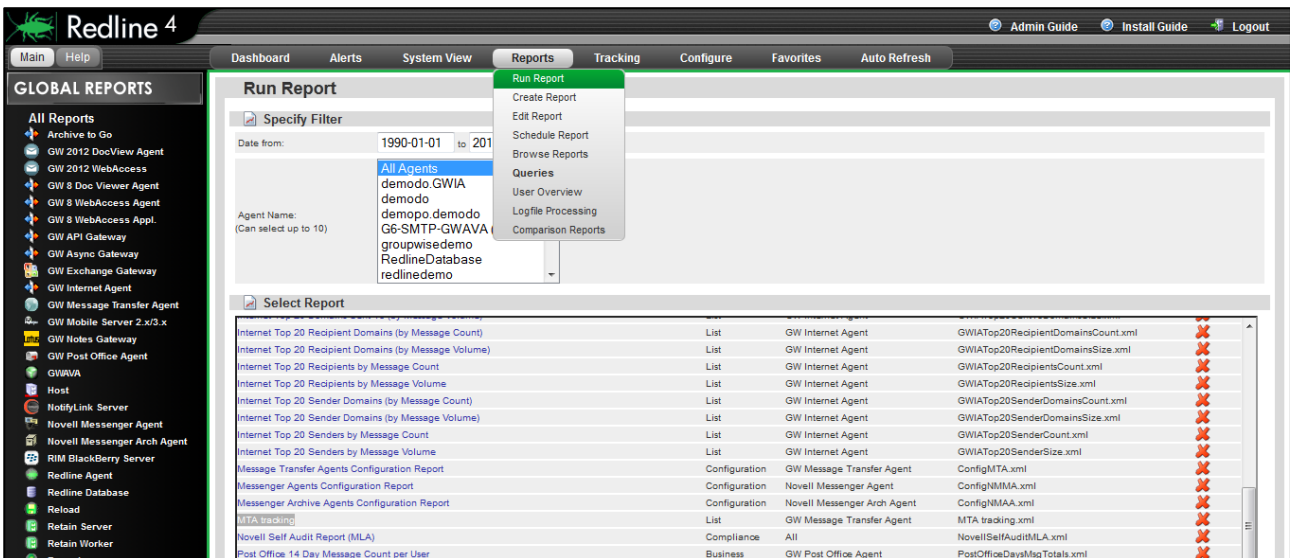 Redline 4
Admin Guide Install Guide Logout
Main Help
Dashboard Alerts System View Reports Tracking Configure Favorites Auto Refresh
GLOBAL REPORTS
All Reports
Archive to Go
GW 2012 DocView Agent
GW 2012 WebAccess
GW 8 Doc Viewer Agent
GW 8 WebAccess Agent
GW 8 WebAccess Appl.
GW API Gateway
GW Async Gateway
GW Exchange Gateway
GW Internet Agent
GW Message Transfer Agent
GW Mobile Server 2.x/3.x
GW Notes Gateway
GW Post Office Agent
GWAVA
Host
NotifyLink Server
Novell Messenger Agent
Novell Messenger Arch Agent
RIM BlackBerry Server
Redline Agent
Redline Database
Reload
Retain Server
Retain Worker
Run Report
Create Report
Edit Report
Schedule Report
Browse Reports
Queries
User Overview
Logfile Processing
Comparison Reports
Run Report
Specify Filter
Date from: 1990-01-01 to 201
Agent Name:
(Can select up to 10)
All Agents
demodo.GWIA
demodo
demopo.demodo
G6-SMTP-GWAVA (
groupwisedemo
RedlineDatabase
redlinedemo
Select Report
Internet Top 20 Recipient Domains (by Message Count) List GW Internet Agent GWIATop20RecipientDomainsCount.xml
Internet Top 20 Recipient Domains (by Message Volume) List GW Internet Agent GWIATop20RecipientDomainsSize.xml
Internet Top 20 Recipients by Message Count List GW Internet Agent GWIATop20RecipientsCount.xml
Internet Top 20 Recipients by Message Volume List GW Internet Agent GWIATop20RecipientsSize.xml
Internet Top 20 Sender Domains (by Message Count) List GW Internet Agent GWIATop20SenderDomainsCount.xml
Internet Top 20 Sender Domains (by Message Volume) List GW Internet Agent GWIATop20SenderDomainsSize.xml
Internet Top 20 Senders by Message Count List GW Internet Agent GWIATop20SenderCount.xml
Internet Top 20 Senders by Message Volume List GW Internet Agent GWIATop20SenderSize.xml
Message Transfer Agents Configuration Report Configuration GW Message Transfer Agent ConfigMTA.xml
Messenger Agents Configuration Report Configuration Novell Messenger Agent ConfigNMMA.xml
Messenger Archive Agents Configuration Report Configuration Novell Messenger Arch Agent ConfigNMAA.xml
MTA tracking List GW Message Transfer Agent MTA tracking.xml
Novell Self Audit Report (MLA) Compliance All NovellSelfAuditMLA.xml
Post Office 14 Day Message Count per User Business GW Post Office Agent PostOfficeDaysMsgTotals.xml